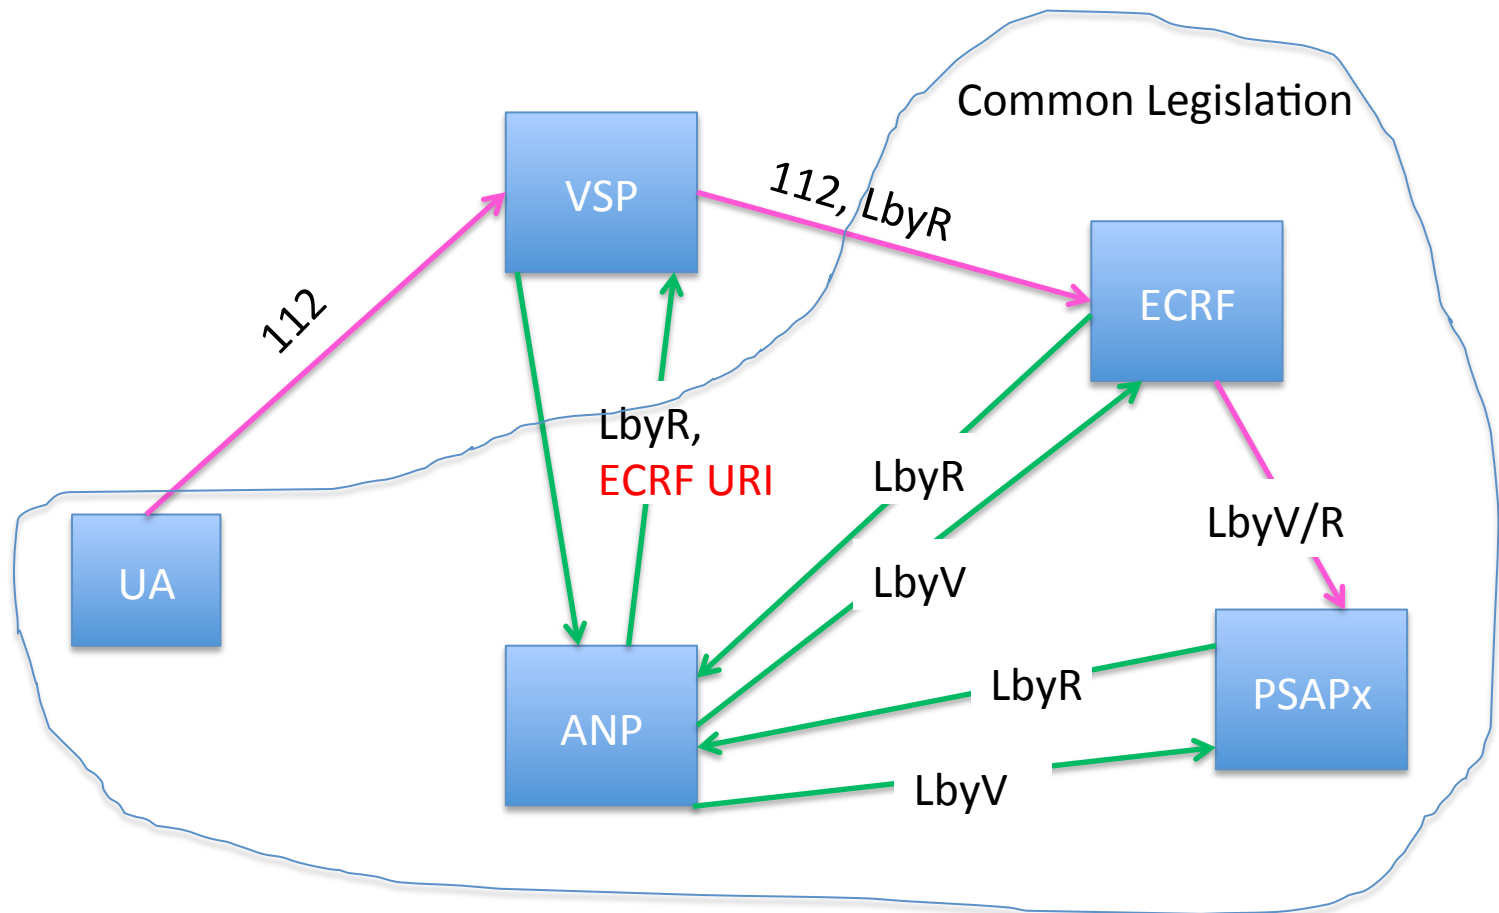 Common Legislation
VSP
112, LbyR
ECRF
112
LbyR,
ECRF URI
LbyR
LbyV/R
UA
LbyV
LbyR
PSAPx
ANP
LbyV